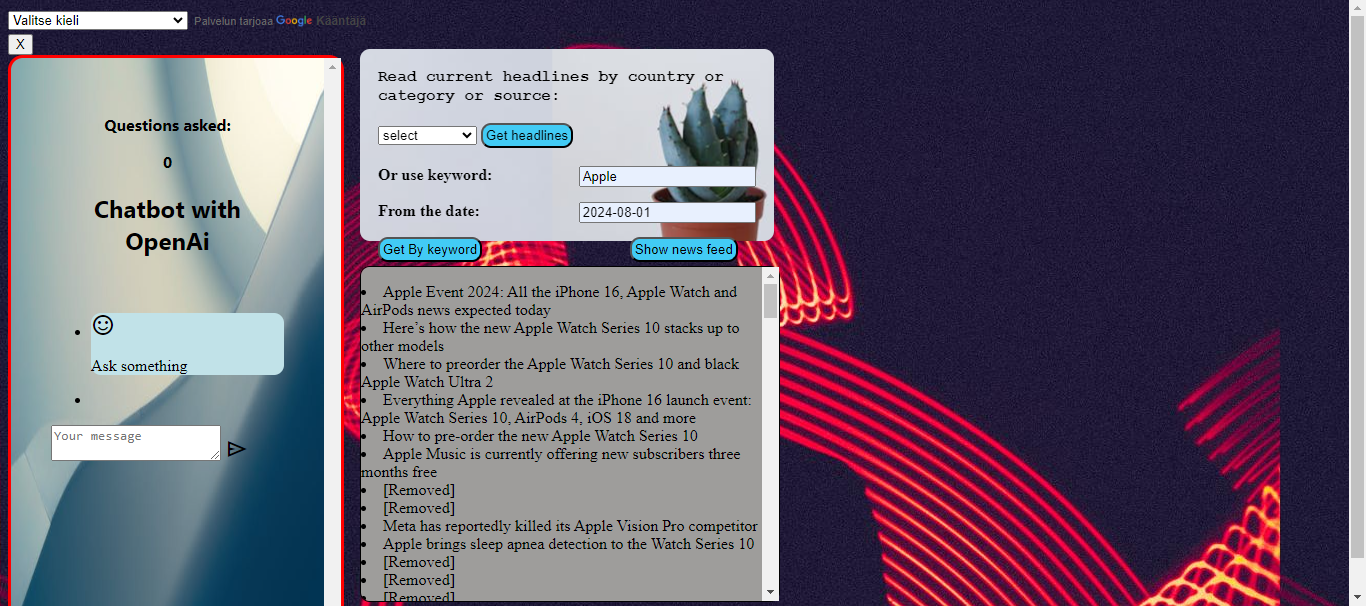 Valitse kieli
Palvelun tarjoaa Google Kääntäjä
X
Questions asked:
0
Chatbot with
OpenAi
Ask something
Your message
Read current headlines by country or
category or source:
select Get headlines
Or use keyword: Apple
From the date: 2024-08-01
Get By keyword Show news feed
Apple Event 2024: All the iPhone 16, Apple Watch and
AirPods news expected today
Here’s how the new Apple Watch Series 10 stacks up to
other models
Where to preorder the Apple Watch Series 10 and black
Apple Watch Ultra 2
Everything Apple revealed at the iPhone 16 launch event:
Apple Watch Series 10, AirPods 4, iOS 18 and more
How to pre-order the new Apple Watch Series 10
Apple Music is currently offering new subscribers three
months free
[Removed]
[Removed]
Meta has reportedly killed its Apple Vision Pro competitor
Apple brings sleep apnea detection to the Watch Series 10
[Removed]
[Removed]
[Removed]